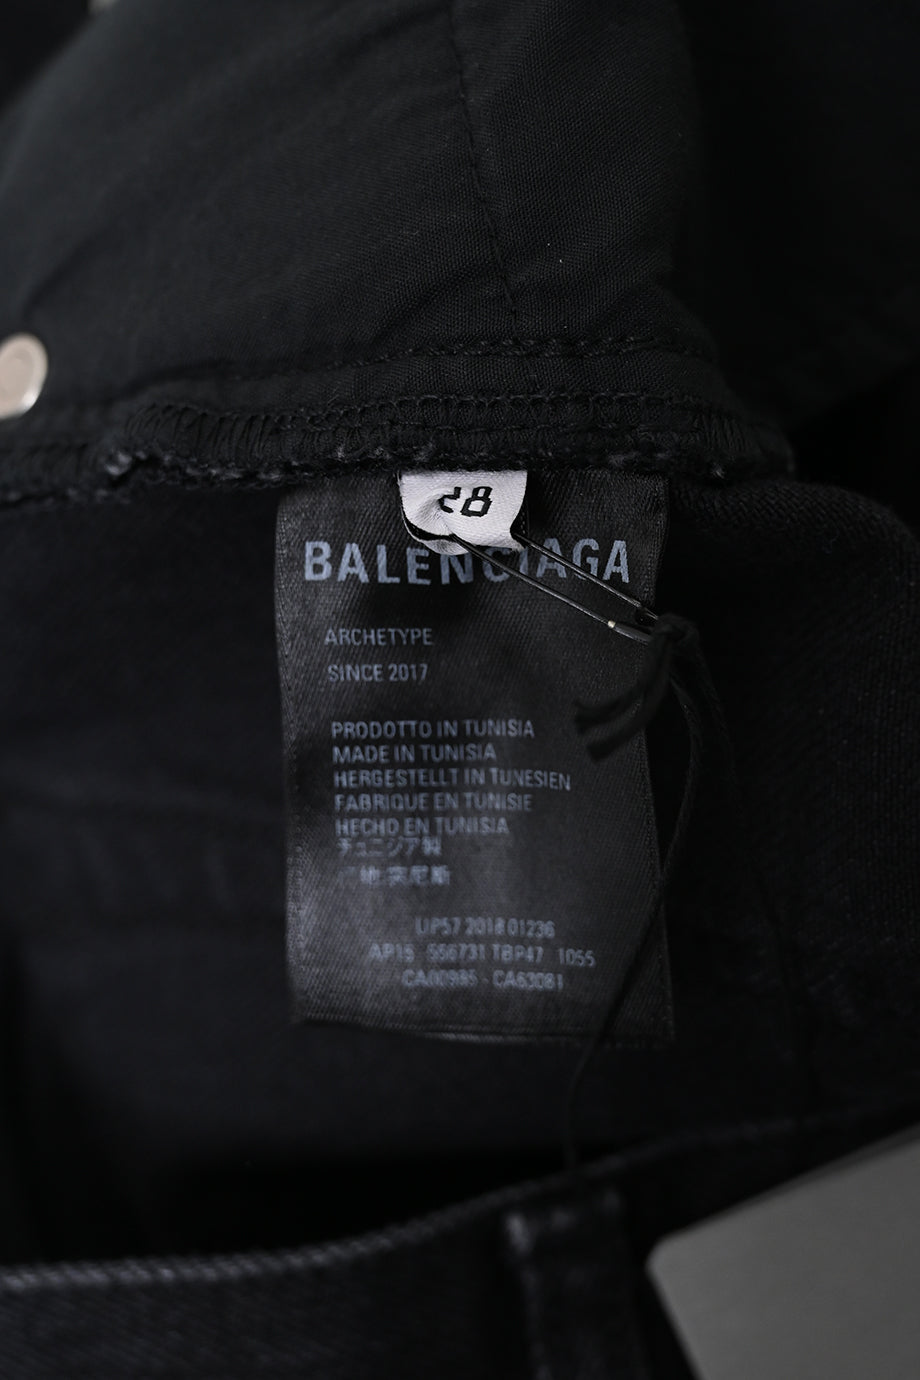 28
BALENCIAGA
ARCHETYPE
SINCE 2017
PRODOTTO IN TUNISIA
MADE IN TUNISIA
HERGESTELLT IN TUNESIEN
FABRIQUE EN TUNISIE
HECHO EN TUNISIA
チュニジア製
UP57 2018 01236
AP15 556731 TBP47 1055
CA00985 - CA63081